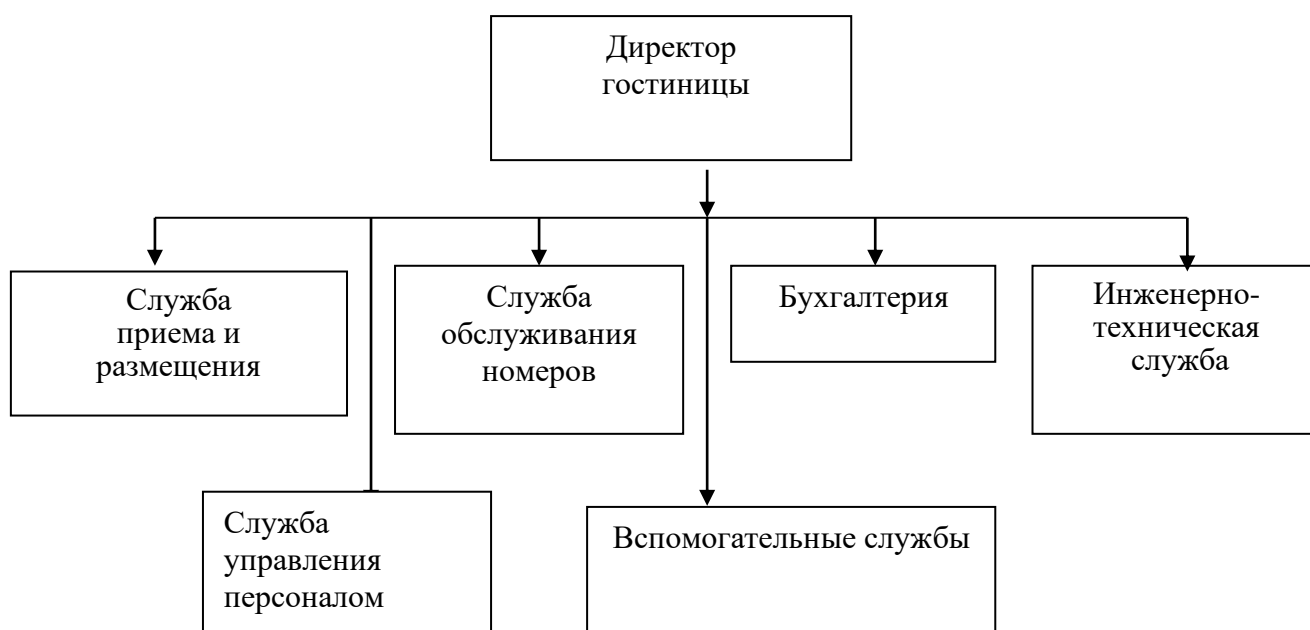 Директор
гостиницы
Служба
приема и
размещения
Служба
обслуживания
номеров
Бухгалтерия
Инженерно-
техническая
служба
Служба
управления
персоналом
Вспомогательные службы